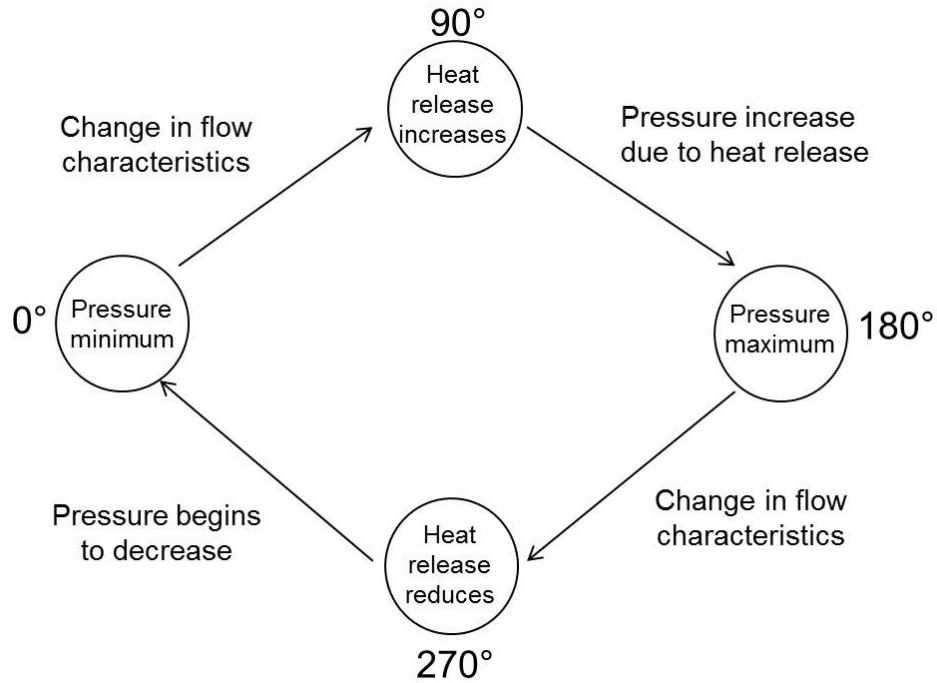 90°
Heat
release
increases
Change in flow
characteristics
Pressure increase
due to heat release
0°
Pressure
minimum
Pressure
maximum
180°
Pressure begins
to decrease
Heat
release
reduces
Change in flow
characteristics
270°